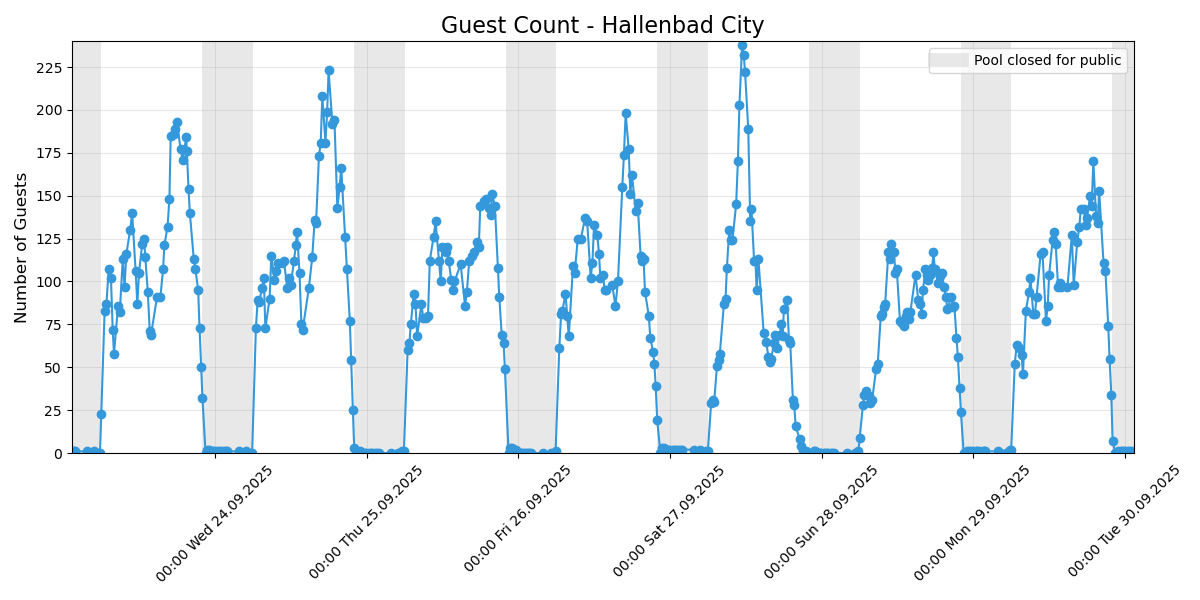 Guest Count - Hallenbad City
Pool closed for public
Number of Guests
225
200
175
150
125
100
75
50
25
0
00:00 Wed 24.09.2025
00:00 Thu 25.09.2025
00:00 Fri 26.09.2025
00:00 Sat 27.09.2025
00:00 Sun 28.09.2025
00:00 Mon 29.09.2025
00:00 Tue 30.09.2025